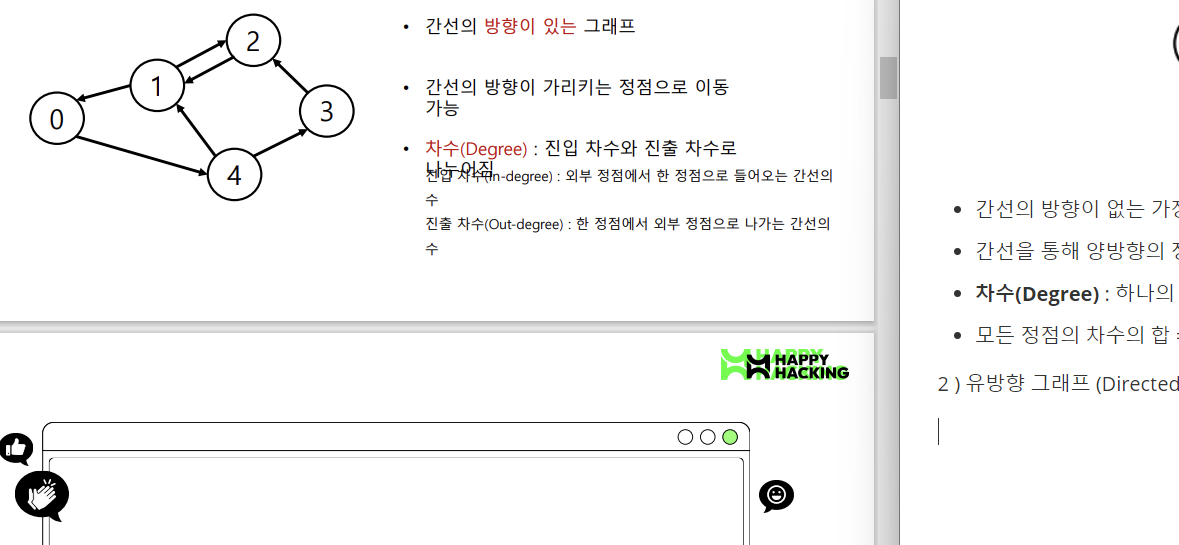 2
1
0
3
4
• 간선의 방향이 있는 그래프
• 간선의 방향이 가리키는 정점으로 이동
가능
• 차수(Degree) : 진입 차수와 진출 차수로
나누어짐
진입 차수(In-degree) : 외부 정점에서 한 정점으로 들어오는 간선의
수
진출 차수(Out-degree) : 한 정점에서 외부 정점으로 나가는 간선의
수
HAPPY
HACKING
• 간선의 방향이 없는
• 간선을 통해 양방향의
• 차수(Degree) : 하나의
• 모든 정점의 차수의 합
2 ) 유방향 그래프 (Directed